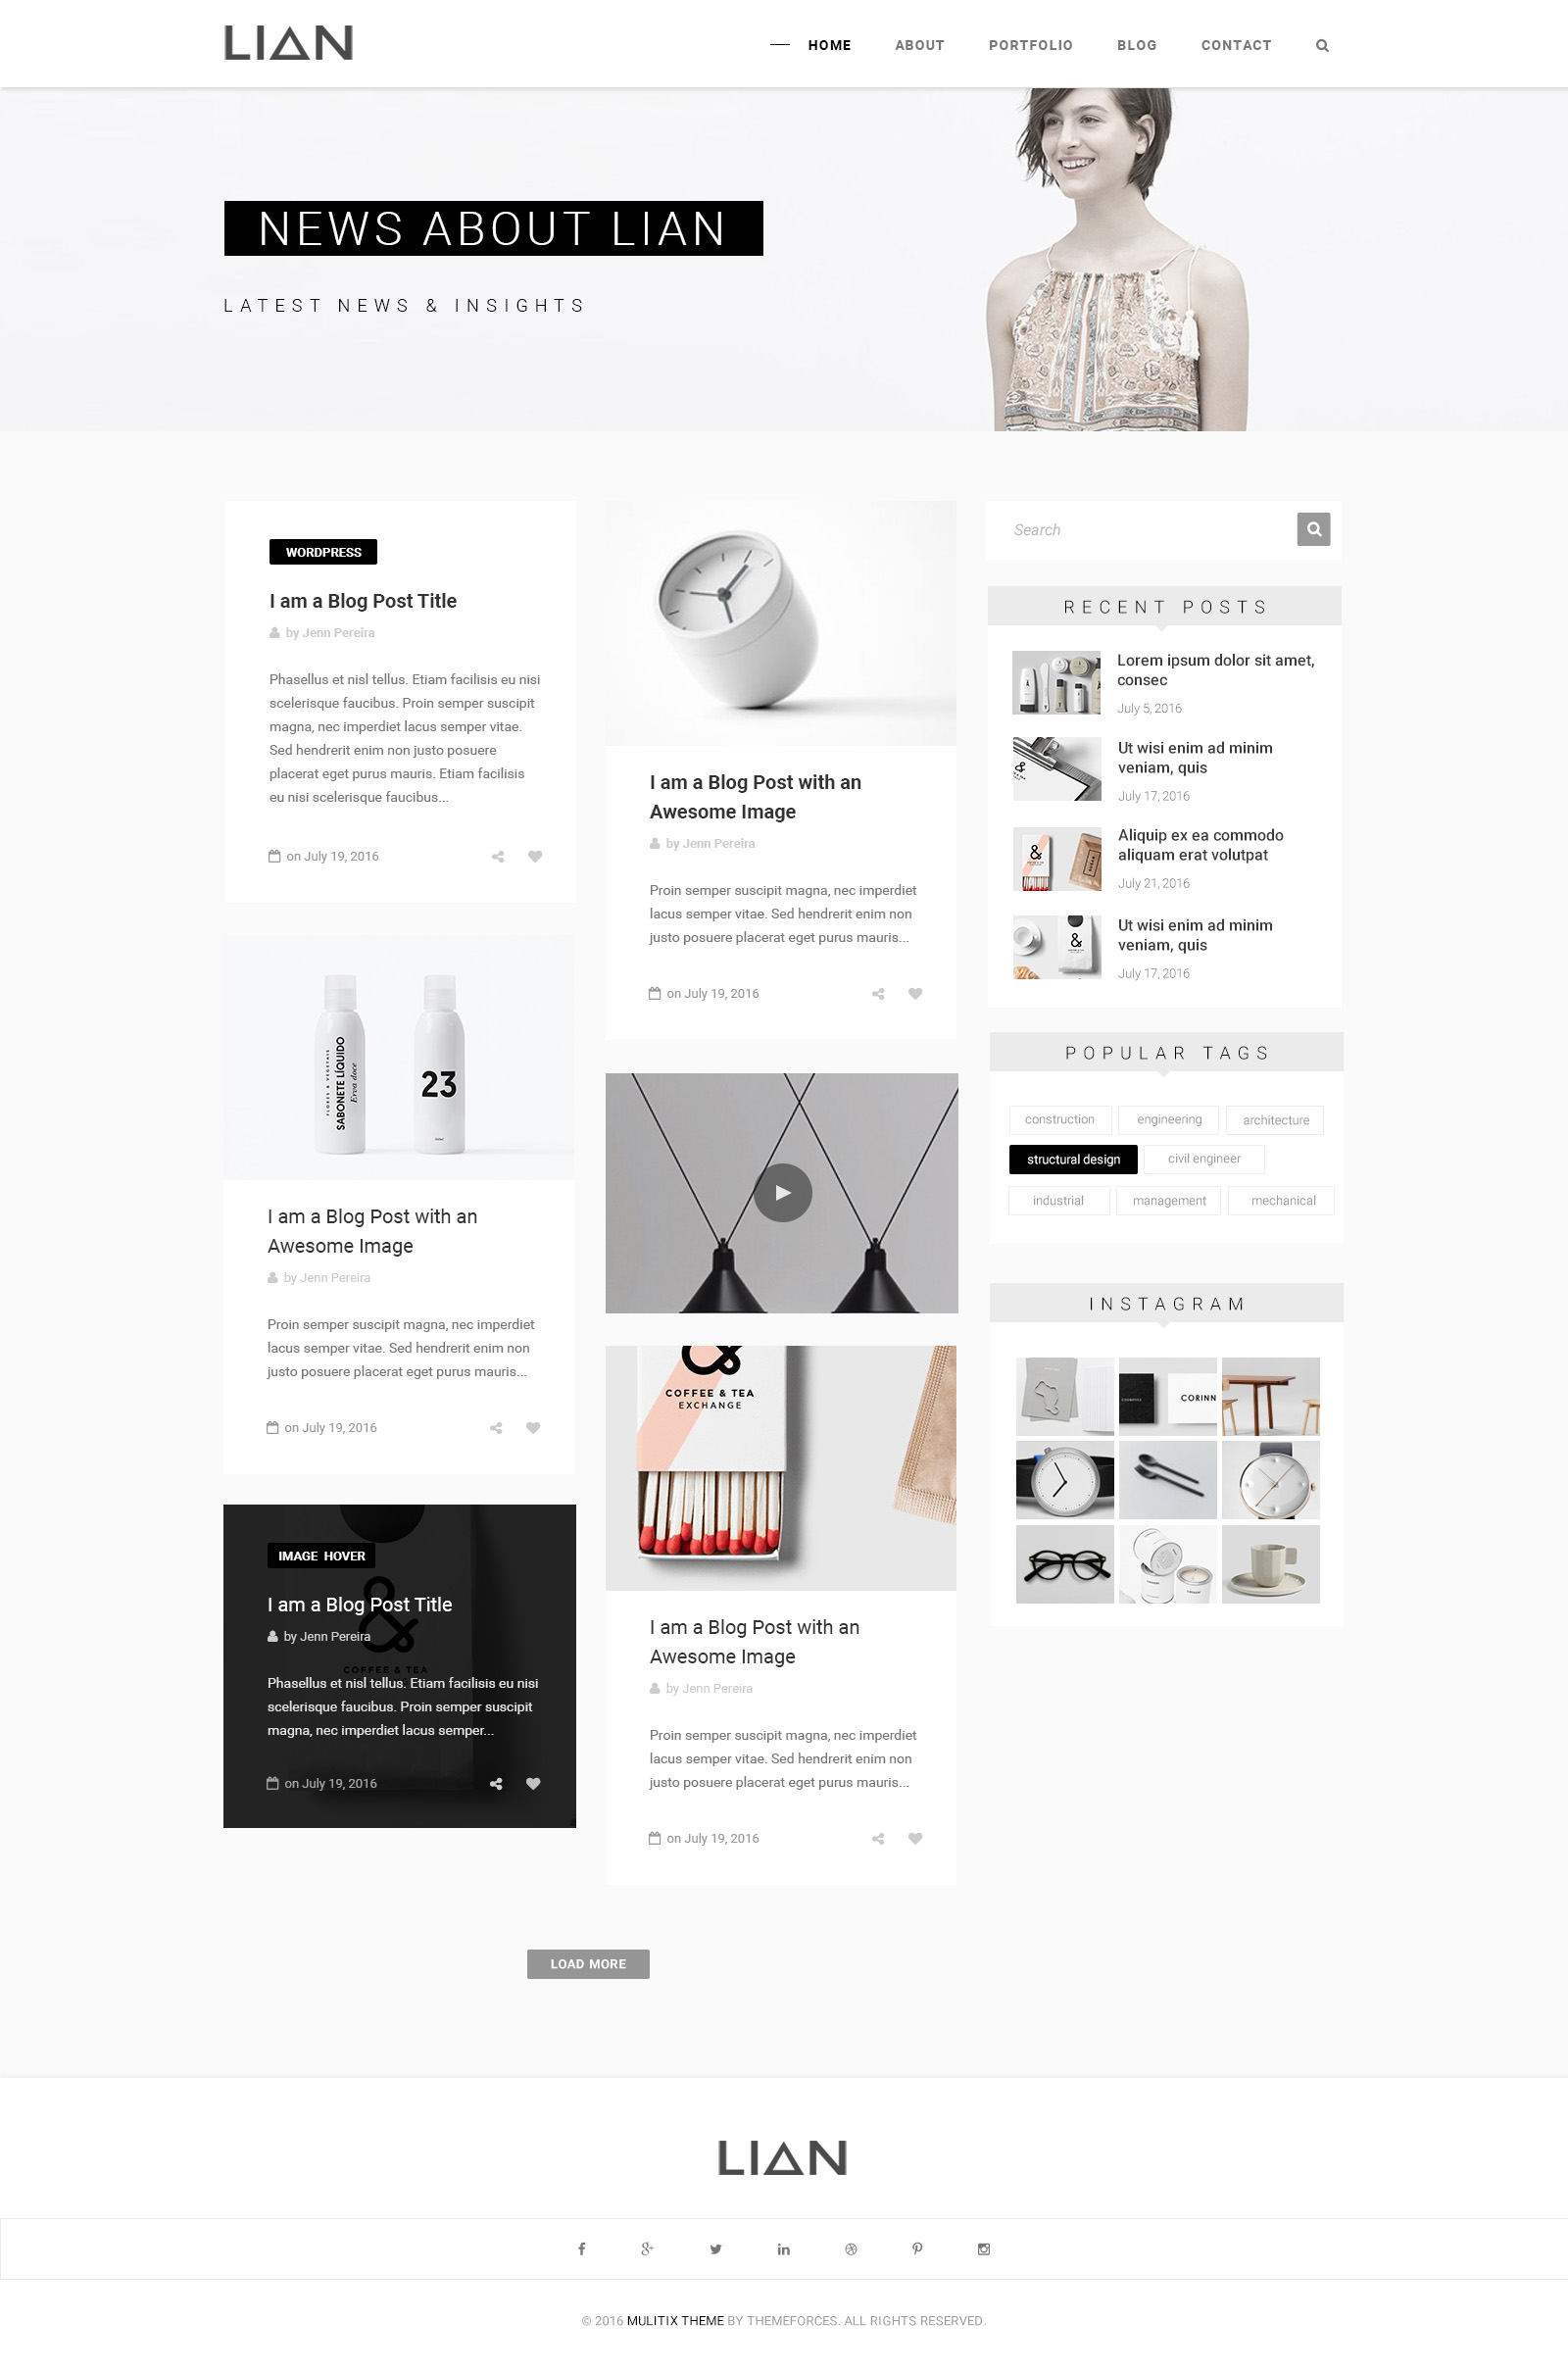 LIAN
HOME ABOUT PORTFOLIO BLOG CONTACT
NEWS ABOUT LIAN
LATEST NEWS & INSIGHTS
WORDPRESS
I am a Blog Post Title
by Jenn Pereira
Phasellus et nisl tellus. Etiam facilisis eu nisi
scelerisque faucibus. Proin semper suscipit
magna, nec imperdiet lacus semper vitae.
Sed hendrerit enim non justo posuere
placerat eget purus mauris. Etiam facilisis
eu nisi scelerisque faucibus...
on July 19, 2016
FLORES & VEGETAIS
SABONETE LÍQUIDO
Erva doce
23
I am a Blog Post with an
Awesome Image
by Jenn Pereira
Proin semper suscipit magna, nec imperdiet
lacus semper vitae. Sed hendrerit enim non
justo posuere placerat eget purus mauris...
on July 19, 2016
IMAGE HOVER
I am a Blog Post Title
by Jenn Pereira
&
COFFEE & TEA
Phasellus et nisl tellus. Etiam facilisis eu nisi
scelerisque faucibus. Proin semper suscipit
magna, nec imperdiet lacus semper...
on July 19, 2016
I am a Blog Post with an
Awesome Image
by Jenn Pereira
Proin semper suscipit magna, nec imperdiet
lacus semper vitae. Sed hendrerit enim non
justo posuere placerat eget purus mauris...
on July 19, 2016
&
COFFEE & TEA
EXCHANGE
I am a Blog Post with an
Awesome Image
by Jenn Pereira
Proin semper suscipit magna, nec imperdiet
lacus semper vitae. Sed hendrerit enim non
justo posuere placerat eget purus mauris...
on July 19, 2016
LOAD MORE
Search
RECENT POSTS
Lorem ipsum dolor sit amet,
consec
July 5, 2016
Ut wisi enim ad minim
veniam, quis
July 17, 2016
&
Aliquip ex ea commodo
aliquam erat volutpat
July 21, 2016
&
Ut wisi enim ad minim
veniam, quis
July 17, 2016
POPULAR TAGS
construction engineering architecture
structural design civil engineer
industrial management mechanical
INSTAGRAM
CORINN
LIAN
© 2016 MULITIX THEME BY THEMEFORCES. ALL RIGHTS RESERVED.